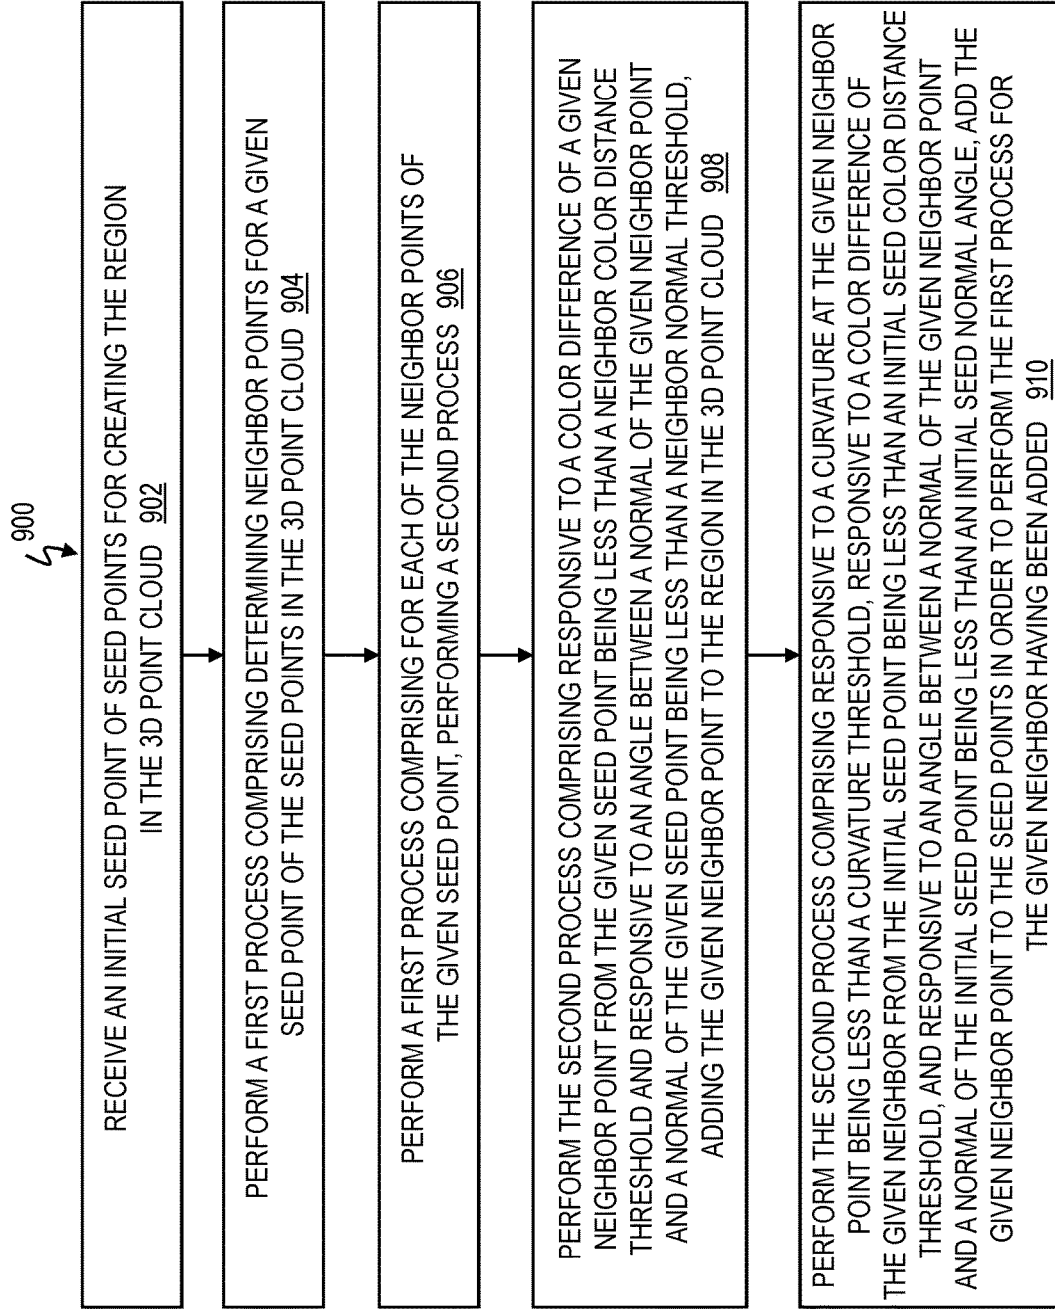 900
RECEIVE AN INITIAL SEED POINT OF SEED POINTS FOR CREATING THE REGION
IN THE 3D POINT CLOUD 902
PERFORM A FIRST PROCESS COMPRISING DETERMINING NEIGHBOR POINTS FOR A GIVEN
SEED POINT OF THE SEED POINTS IN THE 3D POINT CLOUD 904
PERFORM A FIRST PROCESS COMPRISING FOR EACH OF THE NEIGHBOR POINTS OF
THE GIVEN SEED POINT, PERFORMING A SECOND PROCESS 906
PERFORM THE SECOND PROCESS COMPRISING RESPONSIVE TO A COLOR DIFFERENCE OF A GIVEN
NEIGHBOR POINT FROM THE GIVEN SEED POINT BEING LESS THAN A NEIGHBOR COLOR DISTANCE
THRESHOLD AND RESPONSIVE TO AN ANGLE BETWEEN A NORMAL OF THE GIVEN NEIGHBOR POINT
AND A NORMAL OF THE GIVEN SEED POINT BEING LESS THAN A NEIGHBOR NORMAL THRESHOLD,
ADDING THE GIVEN NEIGHBOR POINT TO THE REGION IN THE 3D POINT CLOUD 908
PERFORM THE SECOND PROCESS COMPRISING RESPONSIVE TO A CURVATURE AT THE GIVEN NEIGHBOR
POINT BEING LESS THAN A CURVATURE THRESHOLD, RESPONSIVE TO A COLOR DIFFERENCE OF
THE GIVEN NEIGHBOR FROM THE INITIAL SEED POINT BEING LESS THAN AN INITIAL SEED COLOR DISTANCE
THRESHOLD, AND RESPONSIVE TO AN ANGLE BETWEEN A NORMAL OF THE GIVEN NEIGHBOR POINT
AND A NORMAL OF THE INITIAL SEED POINT BEING LESS THAN AN INITIAL SEED NORMAL ANGLE, ADD THE
GIVEN NEIGHBOR POINT TO THE SEED POINTS IN ORDER TO PERFORM THE FIRST PROCESS FOR
THE GIVEN NEIGHBOR HAVING BEEN ADDED 910